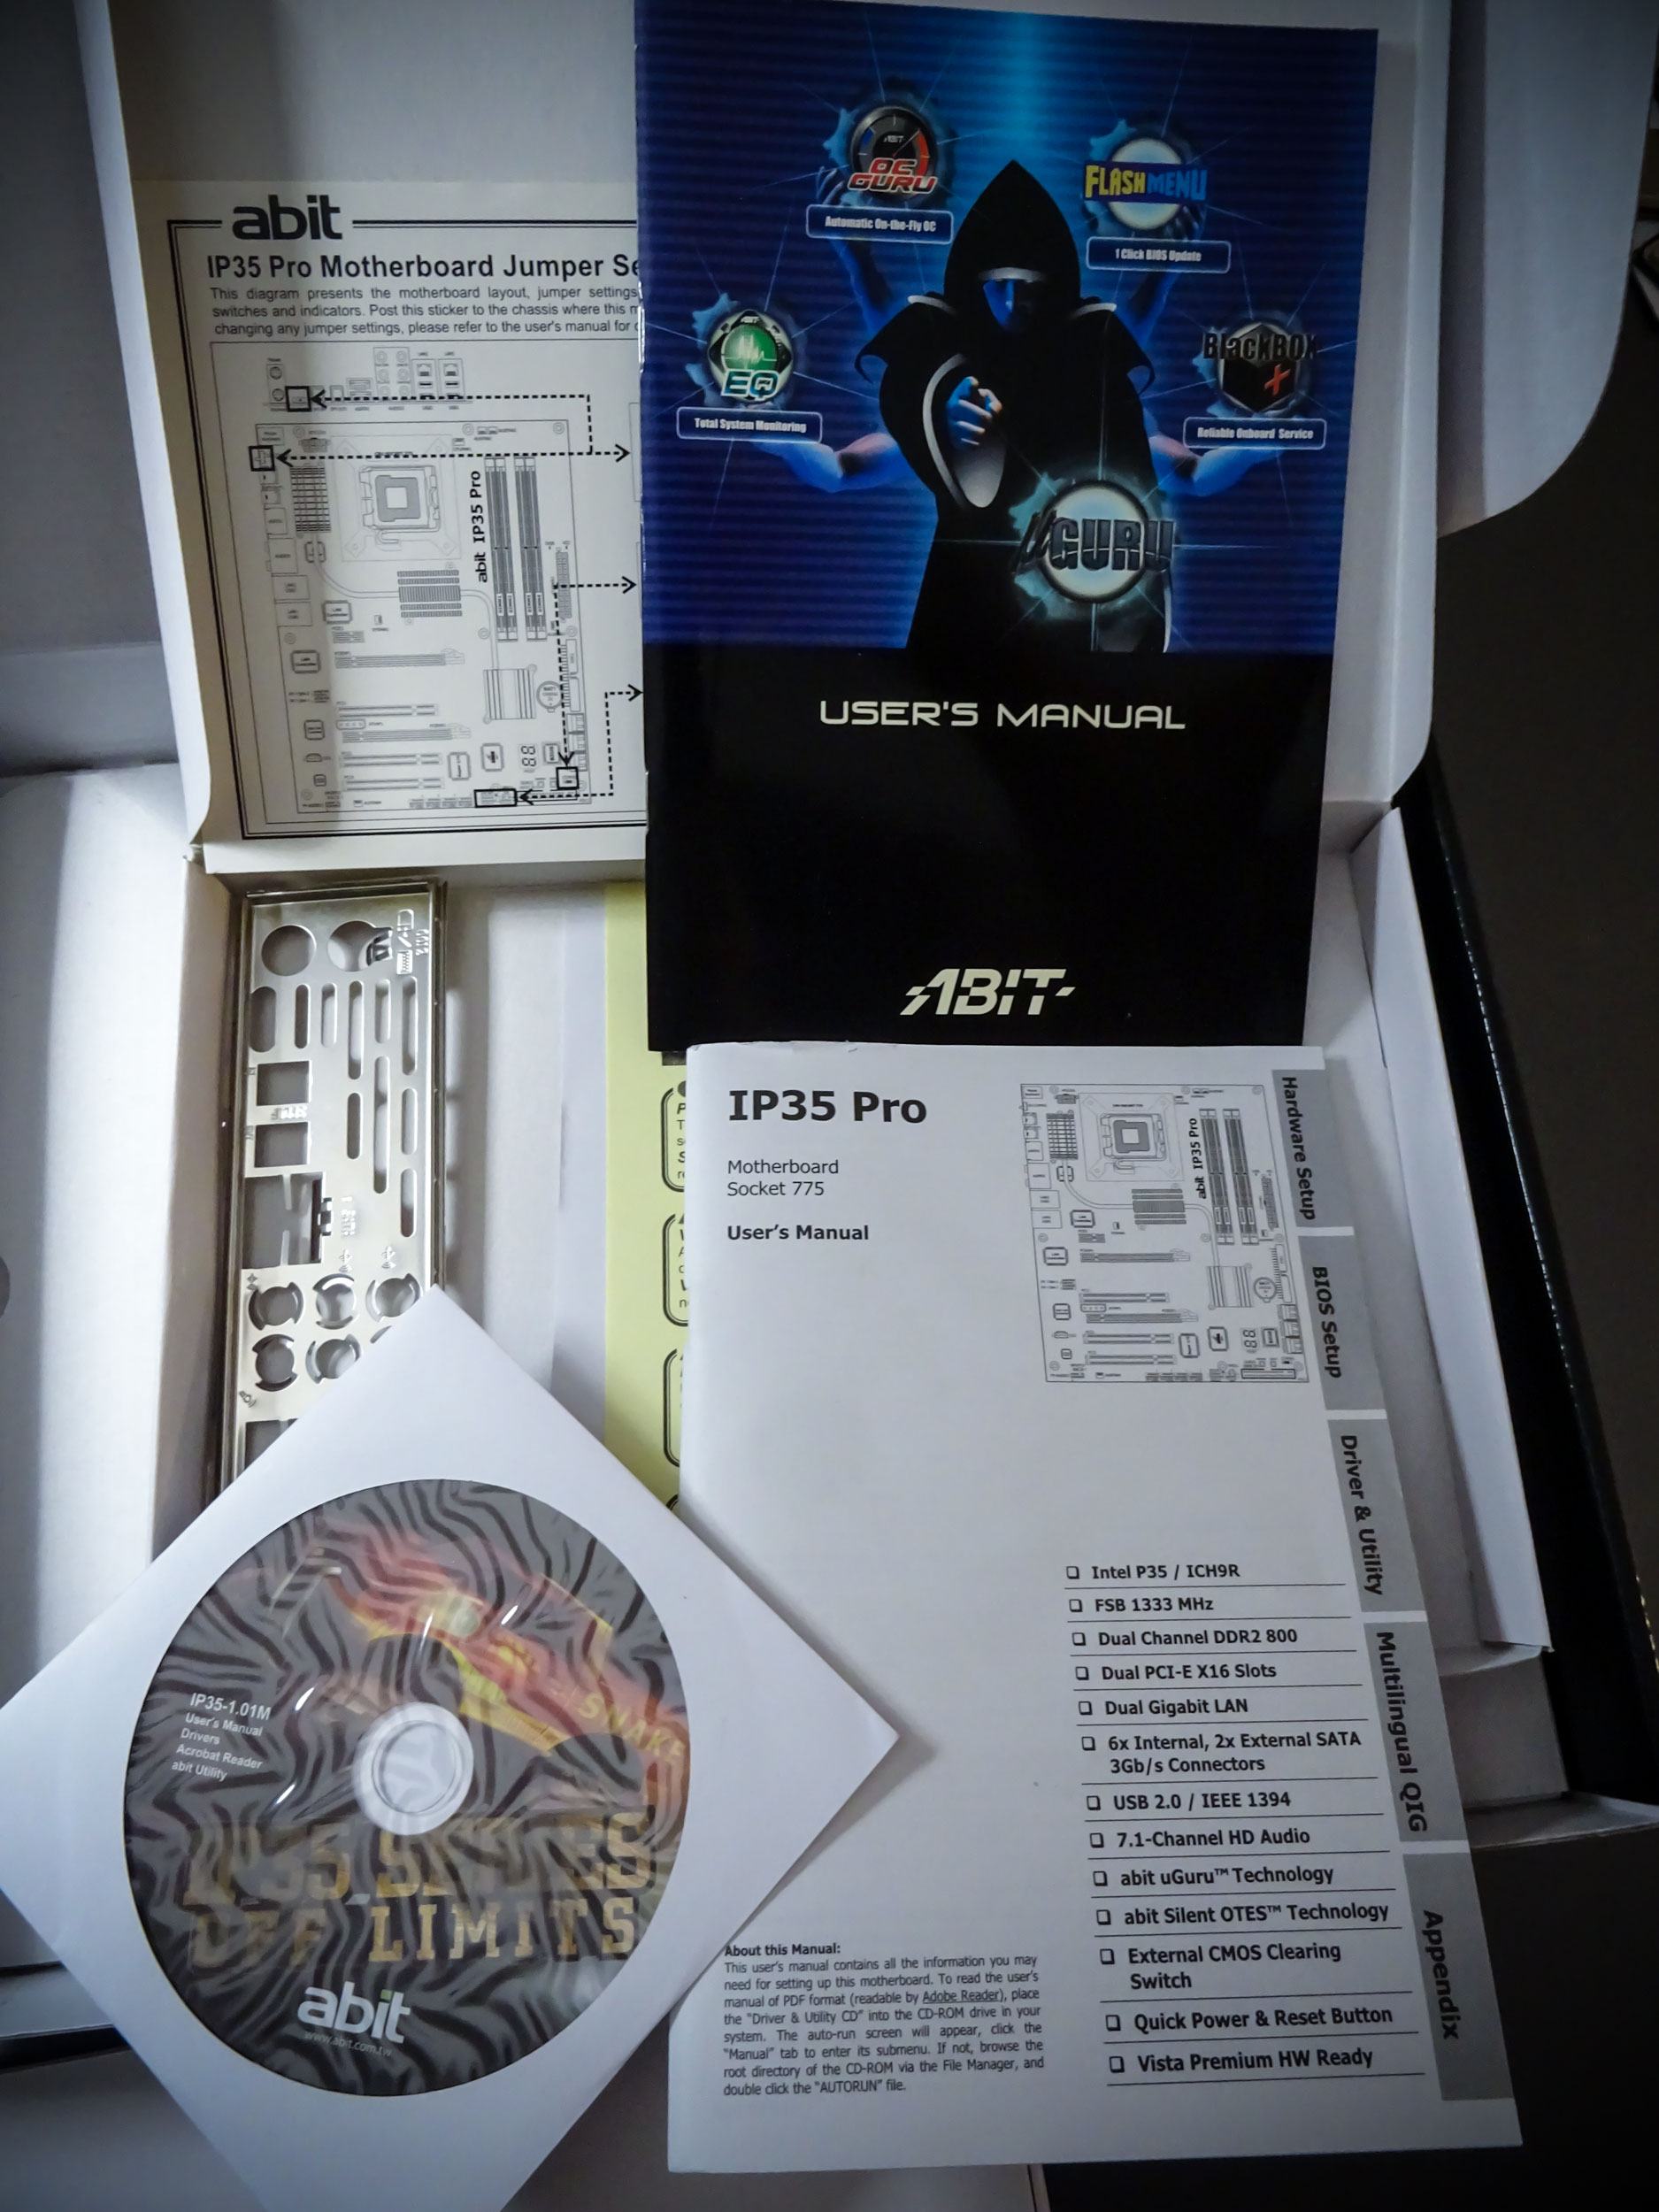 abit
IP35 Pro Motherboard Jumper Se
This diagram presents the motherboard layout, jumper settings
switches and indicators. Post this sticker to the chassis where this m
changing any jumper settings, please refer to the user's manual for
abit IP35 Pro
ABIT
OC
GURU
Automatic On-the-Fly OC
FLASHMENU
1 Click BIOS Update
ABIT
EQ
Total System Monitoring
BlackBOX
Reliable Onboard Service
µGURU
USER'S MANUAL
ABIT
IP35 Pro
Motherboard
Socket 775
User's Manual
abit IP35 Pro
Hardware Setup
BIOS Setup
Driver & Utility
Multilingual QIG
Appendix
❑ Intel P35 / ICH9R
❑ FSB 1333 MHz
❑ Dual Channel DDR2 800
❑ Dual PCI-E X16 Slots
❑ Dual Gigabit LAN
❑ 6x Internal, 2x External SATA
3Gb/s Connectors
❑ USB 2.0 / IEEE 1394
❑ 7.1-Channel HD Audio
❑ abit uGuru™ Technology
❑ abit Silent OTES™ Technology
❑ External CMOS Clearing
Switch
❑ Quick Power & Reset Button
❑ Vista Premium HW Ready
About this Manual:
This user's manual contains all the information you may
need for setting up this motherboard. To read the user's
manual of PDF format (readable by Adobe Reader), place
the "Driver & Utility CD" into the CD-ROM drive in your
system. The auto-run screen will appear, click the
"Manual" tab to enter its submenu. If not, browse the
root directory of the CD-ROM via the File Manager, and
double click the "AUTORUN" file.
IP35-1.01M
User's Manual
Drivers
Acrobat Reader
abit Utility
SNAKE
OFF LIMITS
abit
www.abit.com.tw